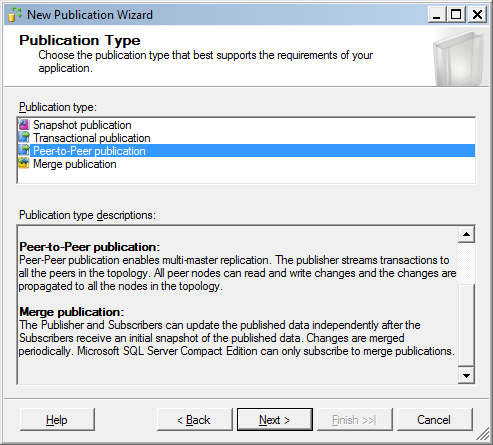 New Publication Wizard
Publication Type
Choose the publication type that best supports the requirements of your
application.
Publication type:
Snapshot publication
Transactional publication
Peer-to-Peer publication
Merge publication
Publication type descriptions:
Peer-to-Peer publication:
Peer-Peer publication enables multi-master replication. The publisher streams transactions to
all the peers in the topology. All peer nodes can read and write changes and the changes are
propagated to all the nodes in the topology.
Merge publication:
The Publisher and Subscribers can update the published data independently after the
Subscribers receive an initial snapshot of the published data. Changes are merged
periodically. Microsoft SQL Server Compact Edition can only subscribe to merge publications.
Help
< Back
Next >
Finish >>|
Cancel